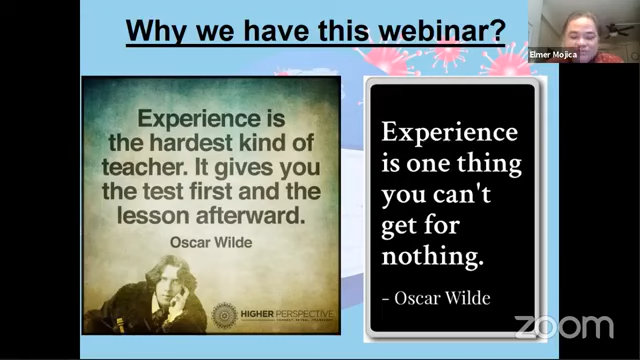 Why we have this webinar?
Elmer Mojica
Experience is
the hardest kind of
teacher. It gives you
the test first and the
lesson afterward.
Oscar Wilde
HIGHER PERSPECTIVE
Experience
is one thing
you can't
get for
nothing.
- Oscar Wilde
zoom